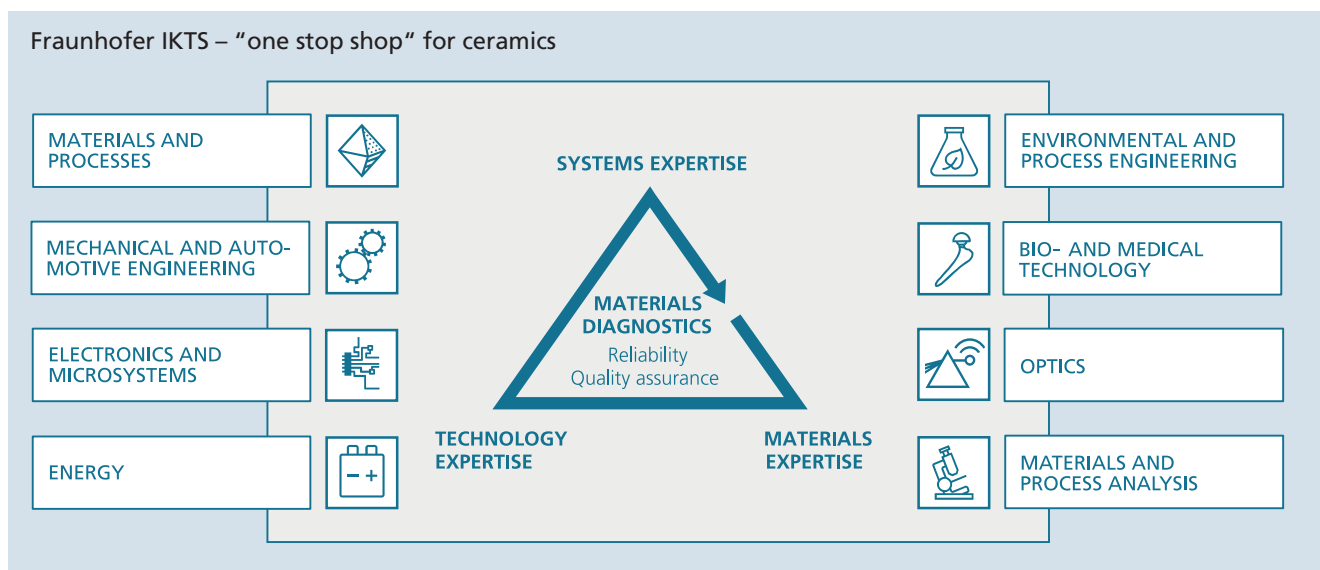 Fraunhofer IKTS – “one stop shop“ for ceramics
MATERIALS AND
PROCESSES
MECHANICAL AND AUTO-
MOTIVE ENGINEERING
ELECTRONICS AND
MICROSYSTEMS
ENERGY
– +
SYSTEMS EXPERTISE
MATERIALS
DIAGNOSTICS
Reliability
Quality assurance
TECHNOLOGY
EXPERTISE
MATERIALS
EXPERTISE
ENVIRONMENTAL AND
PROCESS ENGINEERING
BIO- AND MEDICAL
TECHNOLOGY
OPTICS
MATERIALS AND
PROCESS ANALYSIS